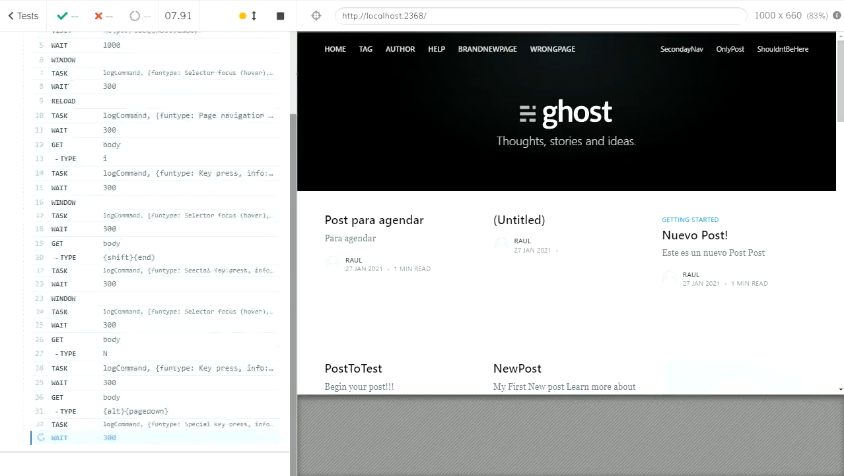 Tests
--
--
--
07.91
http://localhost:2368/
1000 x 660 (83%)
5 WAIT 1000
6 WINDOW
7 TASK logCommand, {funtype: Selector focus (hover),...
8 WAIT 300
9 RELOAD
10 TASK logCommand, {funtype: Page navigation ...
11 WAIT 300
12 GET body
13 - TYPE i
14 TASK logCommand, {funtype: Key press, info:...
15 WAIT 300
16 WINDOW
17 TASK logCommand, {funtype: Selector focus (hover),...
18 WAIT 300
19 GET body
20 - TYPE {shift}{end}
TASK logCommand, {funtype: Special key press, info...
22 WAIT 300
23 WINDOW
24 TASK logCommand, {funtype: Selector focus (hover),...
25 WAIT 300
26 GET body
27 - TYPE N
28 TASK logCommand, {funtype: Key press, info:...
29 WAIT 300
30 GET body
31 - TYPE {alt}{pagedown}
TASK logCommand, {funtype: Special key press, info...
WAIT 300
HOME TAG AUTHOR HELP BRANDNEWPAGE WRONGPAGE
SecondayNav OnlyPost ShouldntBeHere
ghost
Thoughts, stories and ideas.
Post para agendar
Para agendar
RAUL
27 JAN 2021 • 1 MIN READ
(Untitled)
RAUL
27 JAN 2021 •
GETTING STARTED
Nuevo Post!
Este es un nuevo Post Post
RAUL
27 JAN 2021 • 1 MIN READ
PostToTest
Begin your post!!!
NewPost
My First New post Learn more about